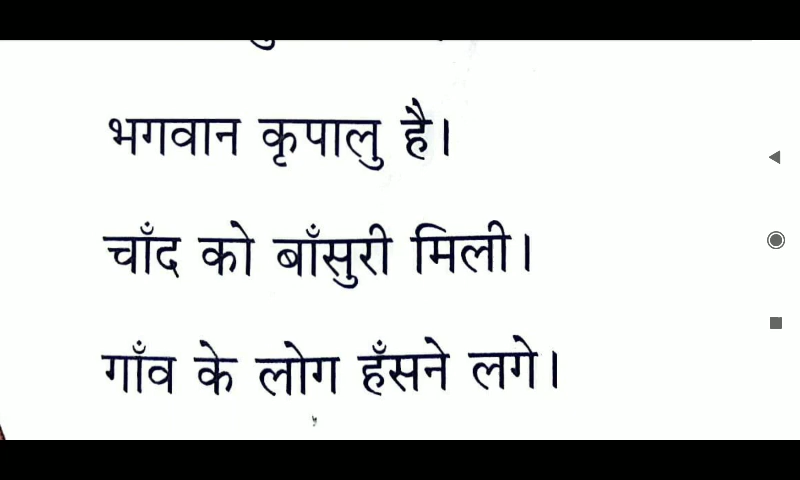 भगवान कृपालु है।
चाँद को बाँसुरी मिली।
गाँव के लोग हँसने लगे।